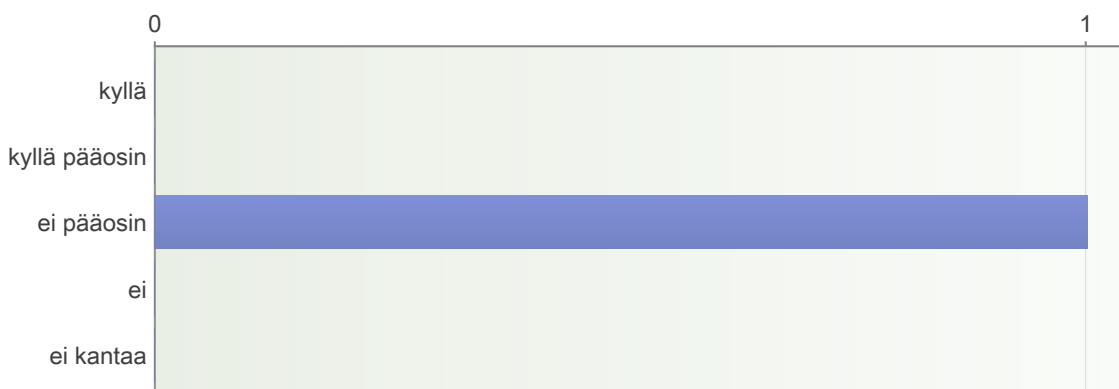 0 1
kyllä
kyllä pääosin
ei pääosin
ei
ei kantaa